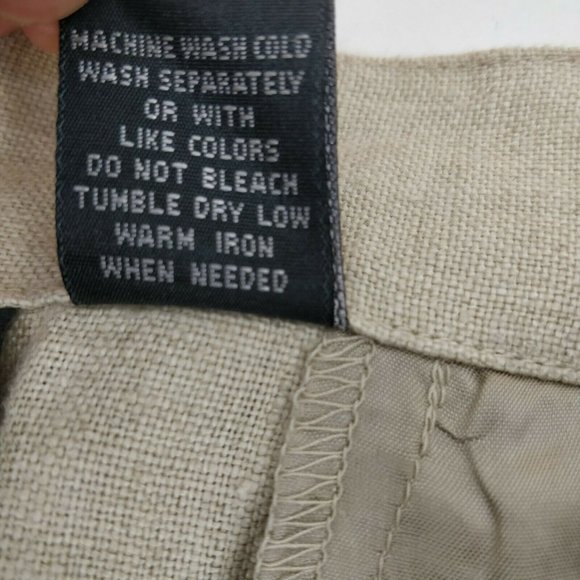 MACHINE WASH COLD
WASH SEPARATELY
OR WITH
LIKE COLORS
DO NOT BLEACH
TUMBLE DRY LOW
WARM IRON
WHEN NEEDED